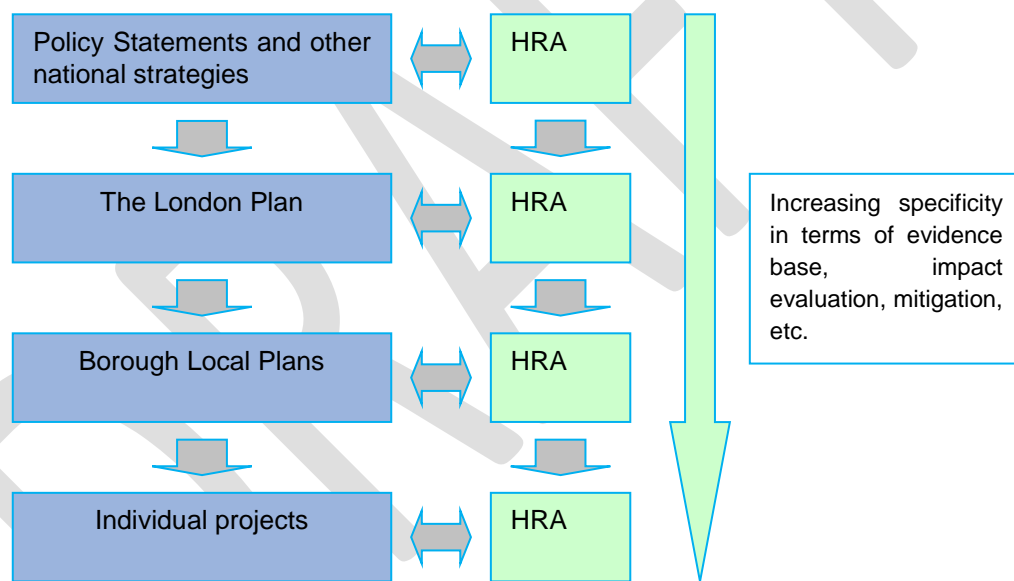 Policy Statements and other
national strategies
HRA
The London Plan
HRA
Increasing specificity
in terms of evidence
base, impact
evaluation, mitigation,
etc.
Borough Local Plans
HRA
Individual projects
HRA
DRAFT